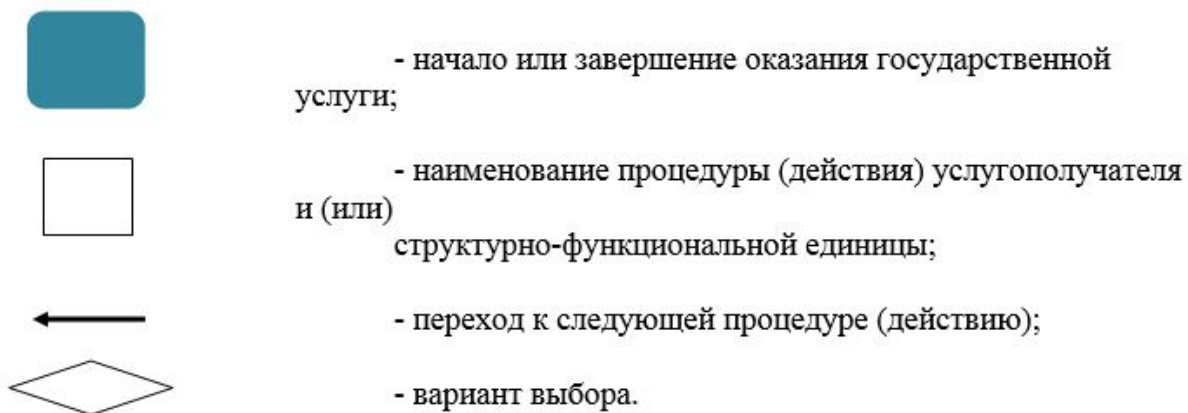 - начало или завершение оказания государственной
услуги;
- наименование процедуры (действия) услугополучателя
и (или)
структурно-функциональной единицы;
- переход к следующей процедуре (действию);
- вариант выбора.